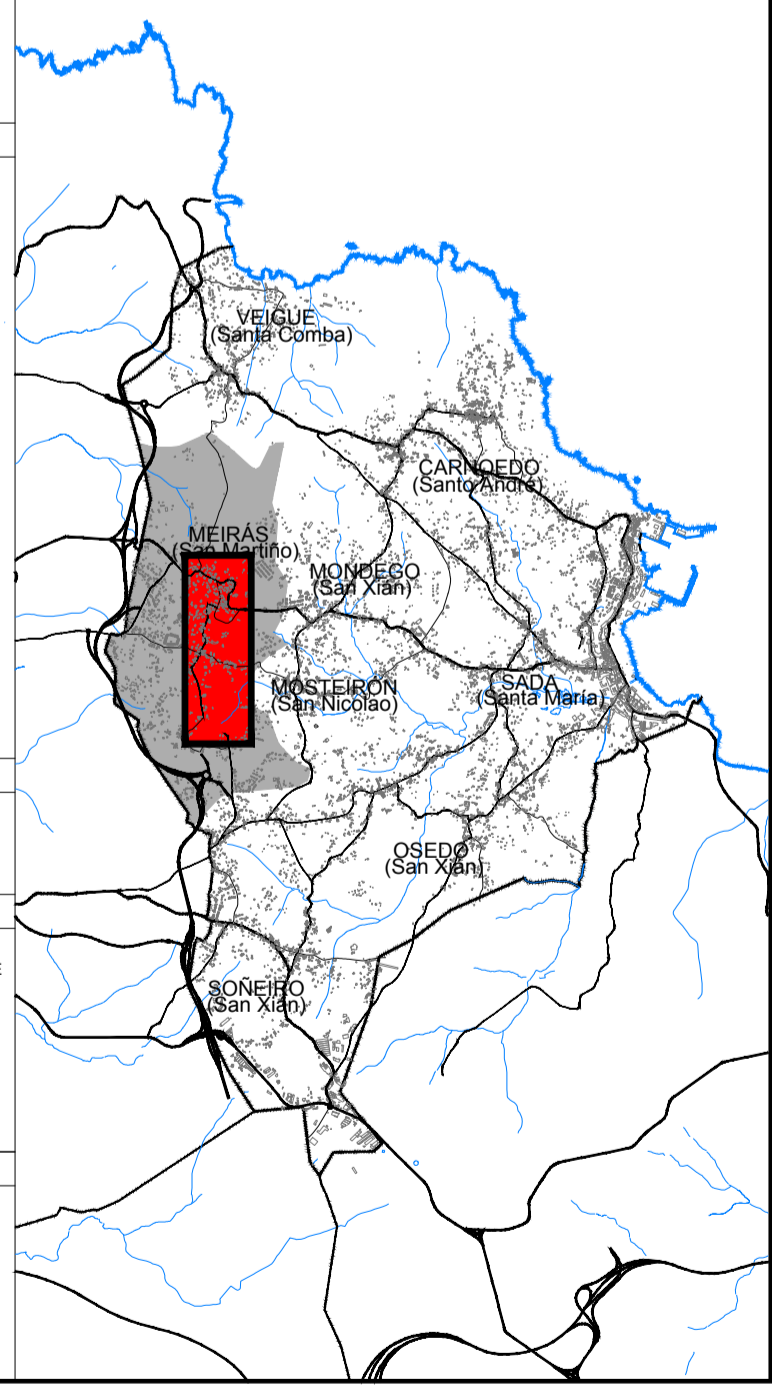 VEIGUE
(Santa Comba)
CARNOEDO
(Santo André)
MEIRÁS
(San Martiño)
MONDEGO
(San Xián)
MOSTEIRÓN
(San Nicolao)
SADA
(Santa María)
OSEDO
(San Xián)
SOÑEIRO
(San Xián)